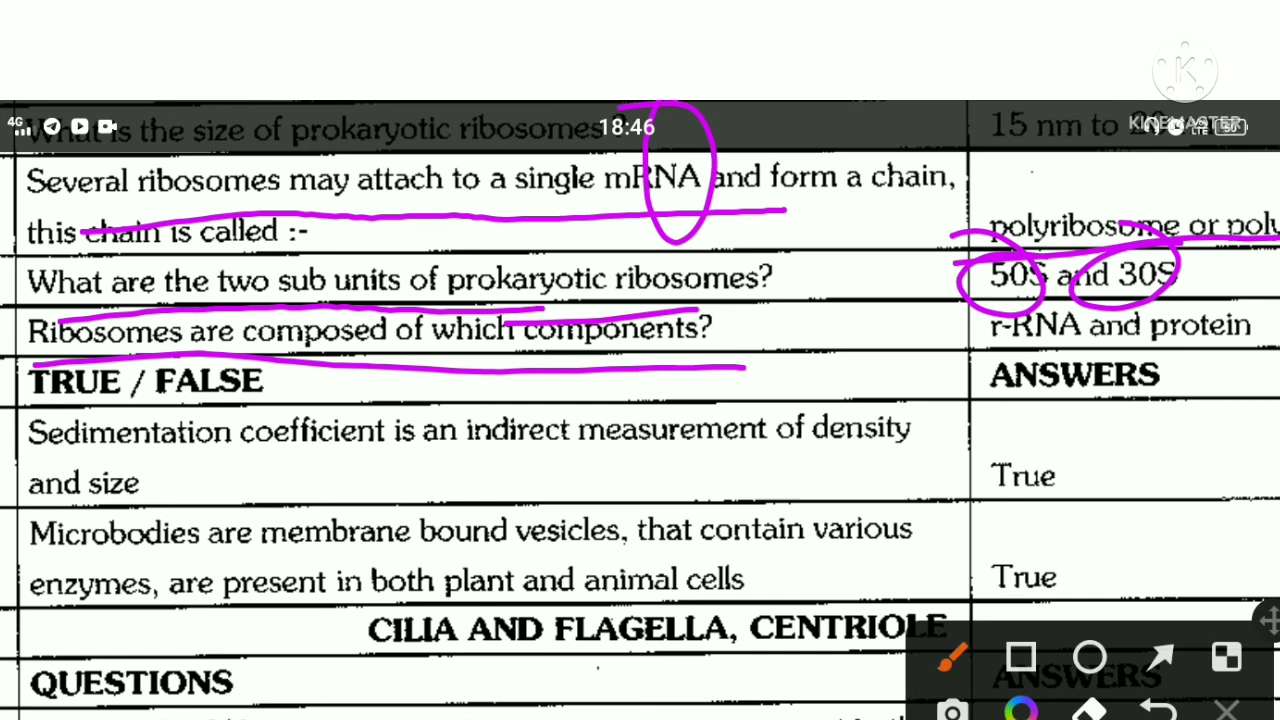 KINEMASTER
4G
18:46
50
What is the size of prokaryotic ribosomes ?
15 nm to
Several ribosomes may attach to a single mRNA and form a chain,
this chain is called :-
polyribosome or poly
What are the two sub units of prokaryotic ribosomes?
50S and 30S
Ribosomes are composed of which components?
r-RNA and protein
TRUE / FALSE
ANSWERS
Sedimentation coefficient is an indirect measurement of density
and size
True
Microbodies are membrane bound vesicles, that contain various
enzymes, are present in both plant and animal cells
True
CILIA AND FLAGELLA, CENTRIOLE
QUESTIONS
ANSWERS